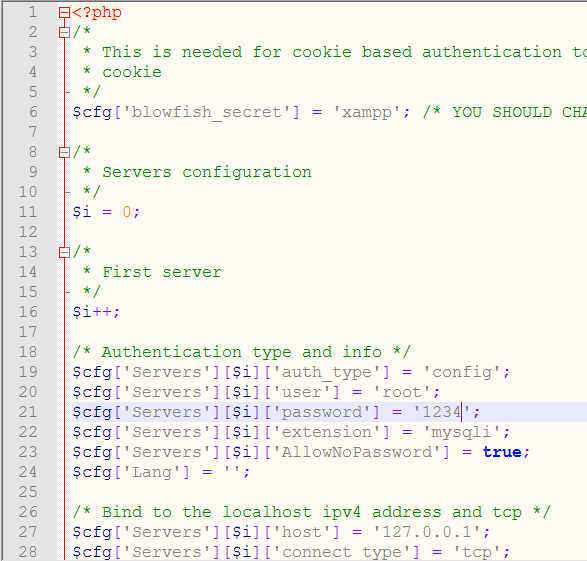 1 <?php
2 /*
3  * This is needed for cookie based authentication to
4  * cookie
5  */
6 $cfg['blowfish_secret'] = 'xampp'; /* YOU SHOULD CHA
7
8 /*
9  * Servers configuration
10  */
11 $i = 0;
12
13 /*
14  * First server
15  */
16 $i++;
17
18 /* Authentication type and info */
19 $cfg['Servers'][$i]['auth_type'] = 'config';
20 $cfg['Servers'][$i]['user'] = 'root';
21 $cfg['Servers'][$i]['password'] = '1234';
22 $cfg['Servers'][$i]['extension'] = 'mysqli';
23 $cfg['Servers'][$i]['AllowNoPassword'] = true;
24 $cfg['Lang'] = '';
25
26 /* Bind to the localhost ipv4 address and tcp */
27 $cfg['Servers'][$i]['host'] = '127.0.0.1';
28 $cfg['Servers'][$i]['connect_type'] = 'tcp';